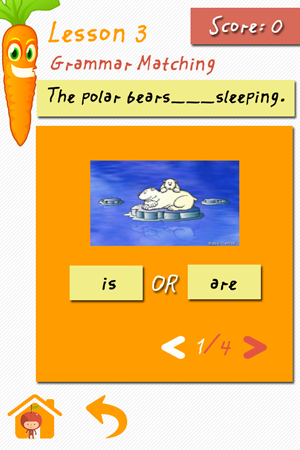 Lesson 3
Score: 0
Grammar Matching
The polar bears___sleeping.
is OR are
1/4